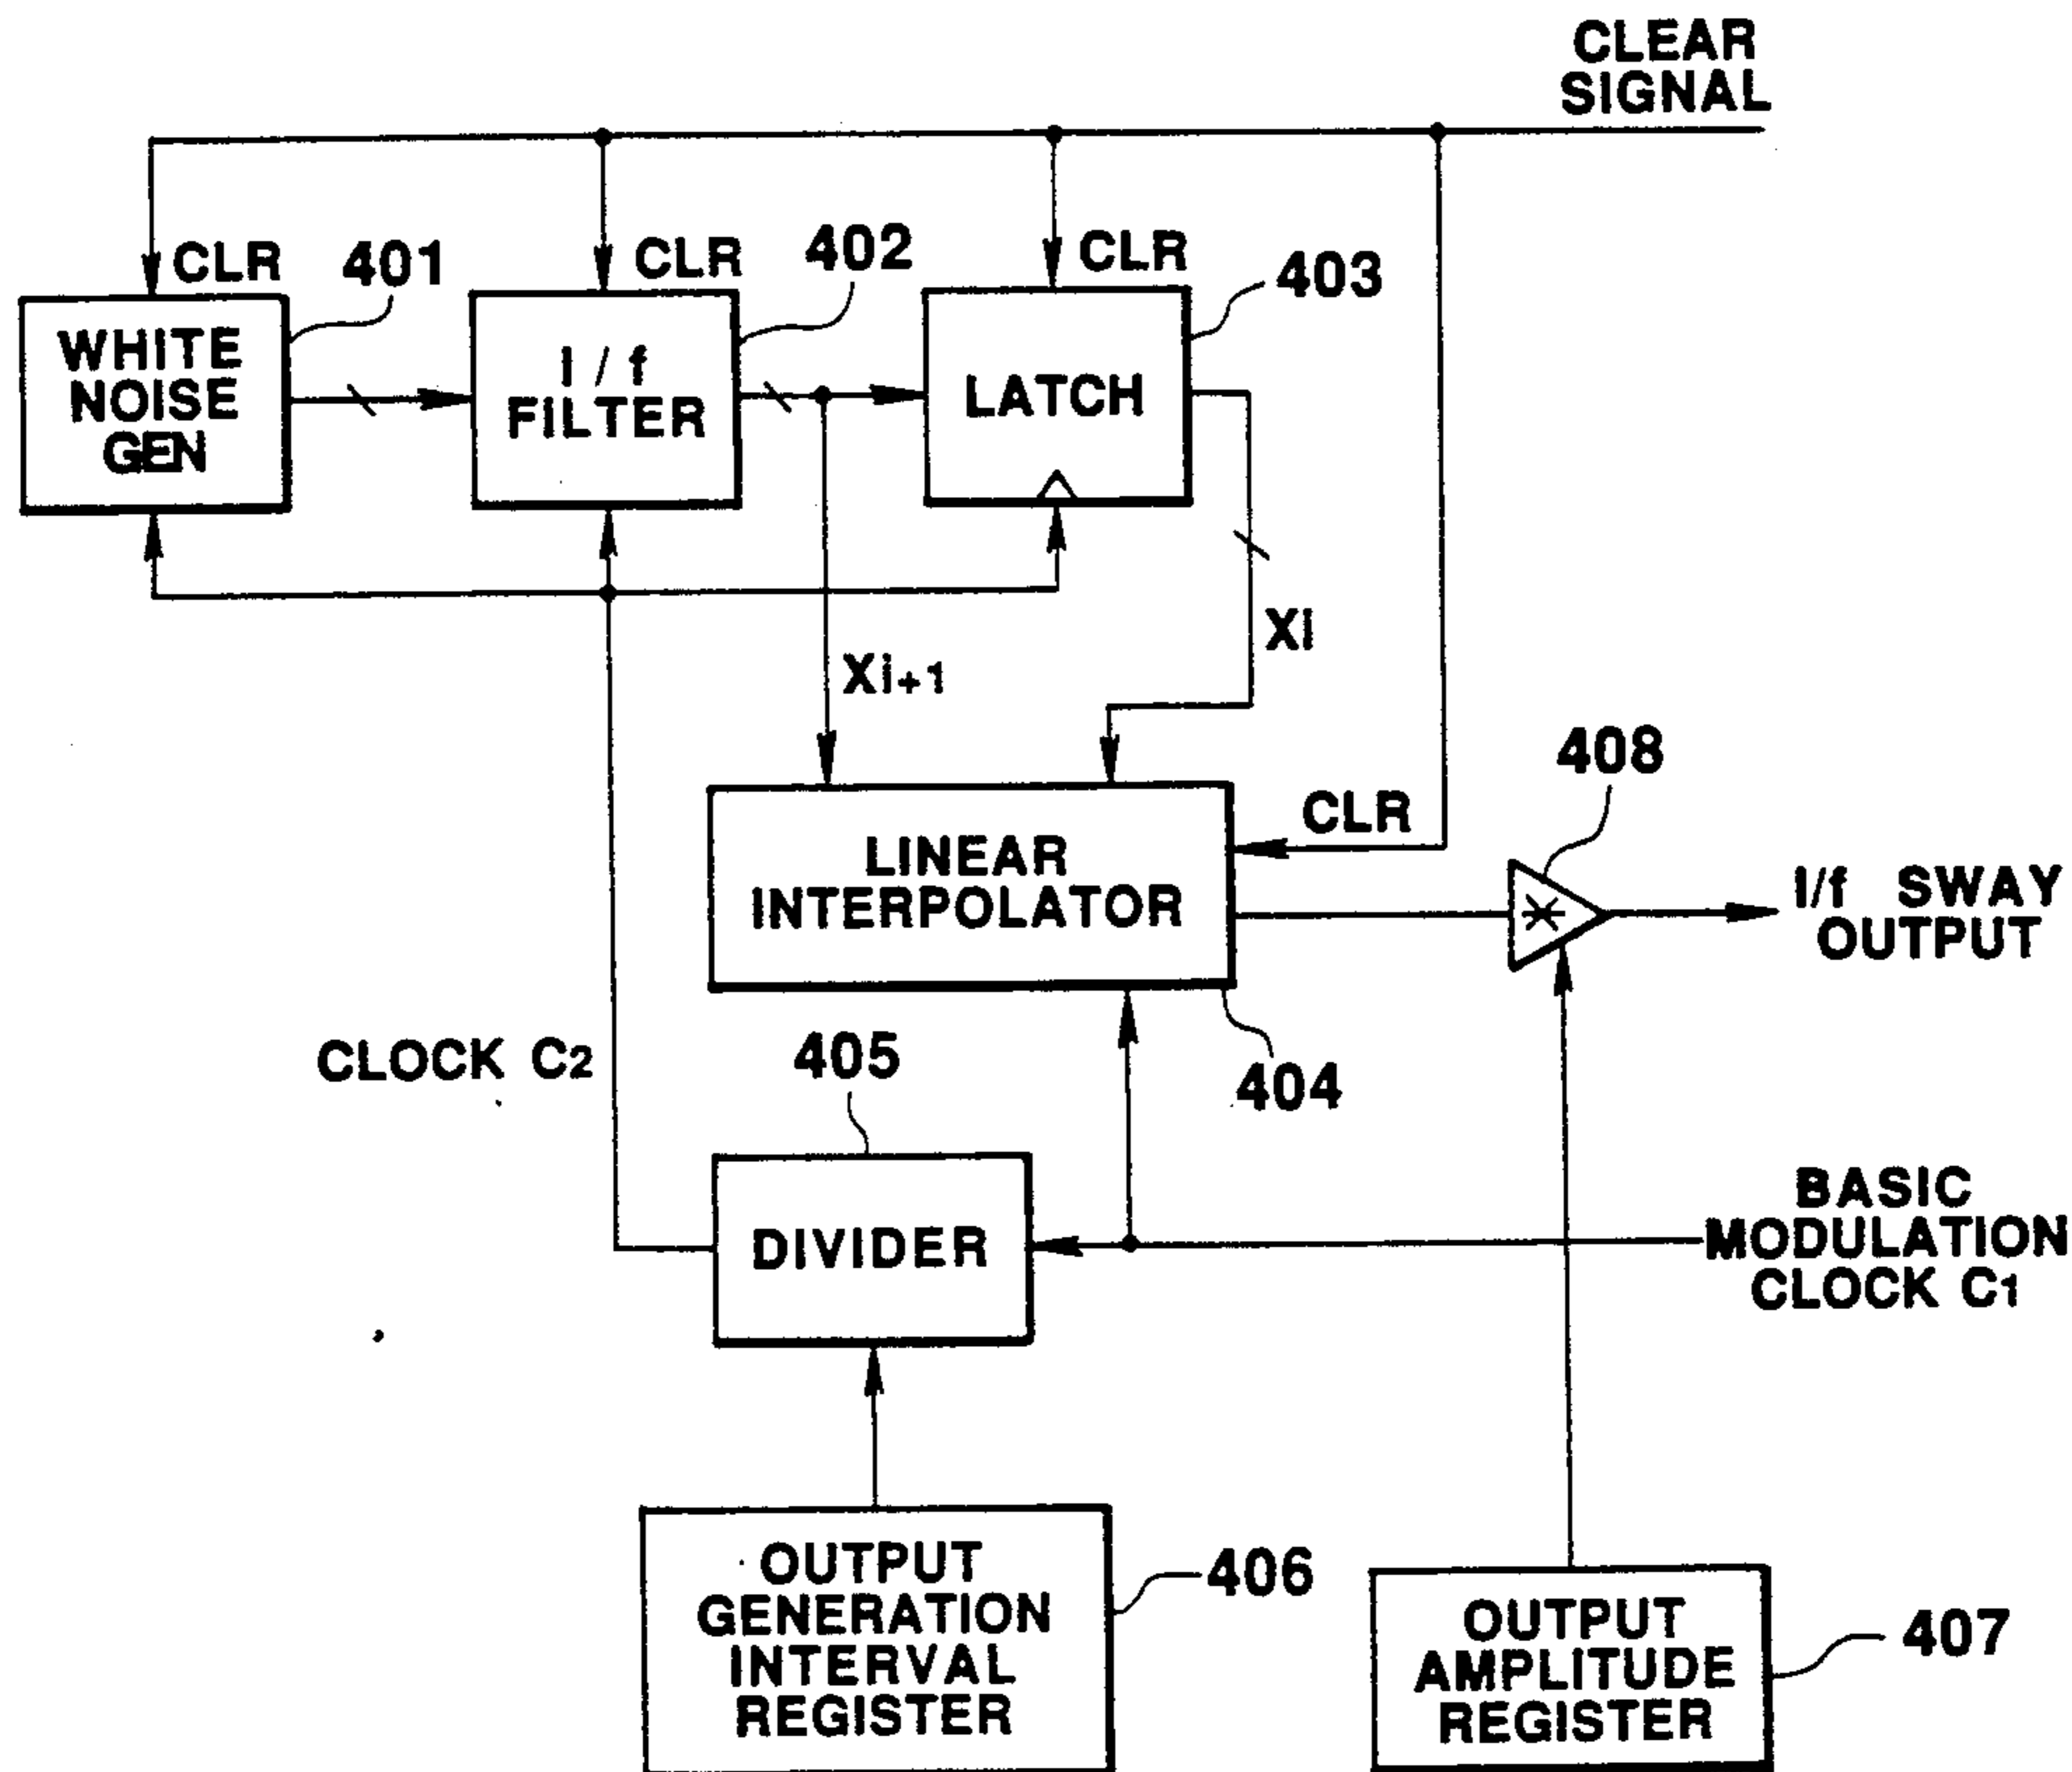 CLEAR
SIGNAL
CLR
401
CLR
402
CLR
403
WHITE
NOISE
GEN
1/f
FILTER
LATCH
Xi+1
Xi
408
LINEAR
INTERPOLATOR
CLR
1/f SWAY
OUTPUT
CLOCK C2
405
404
DIVIDER
BASIC
MODULATION
CLOCK C1
OUTPUT
GENERATION
INTERVAL
REGISTER
406
OUTPUT
AMPLITUDE
REGISTER
407